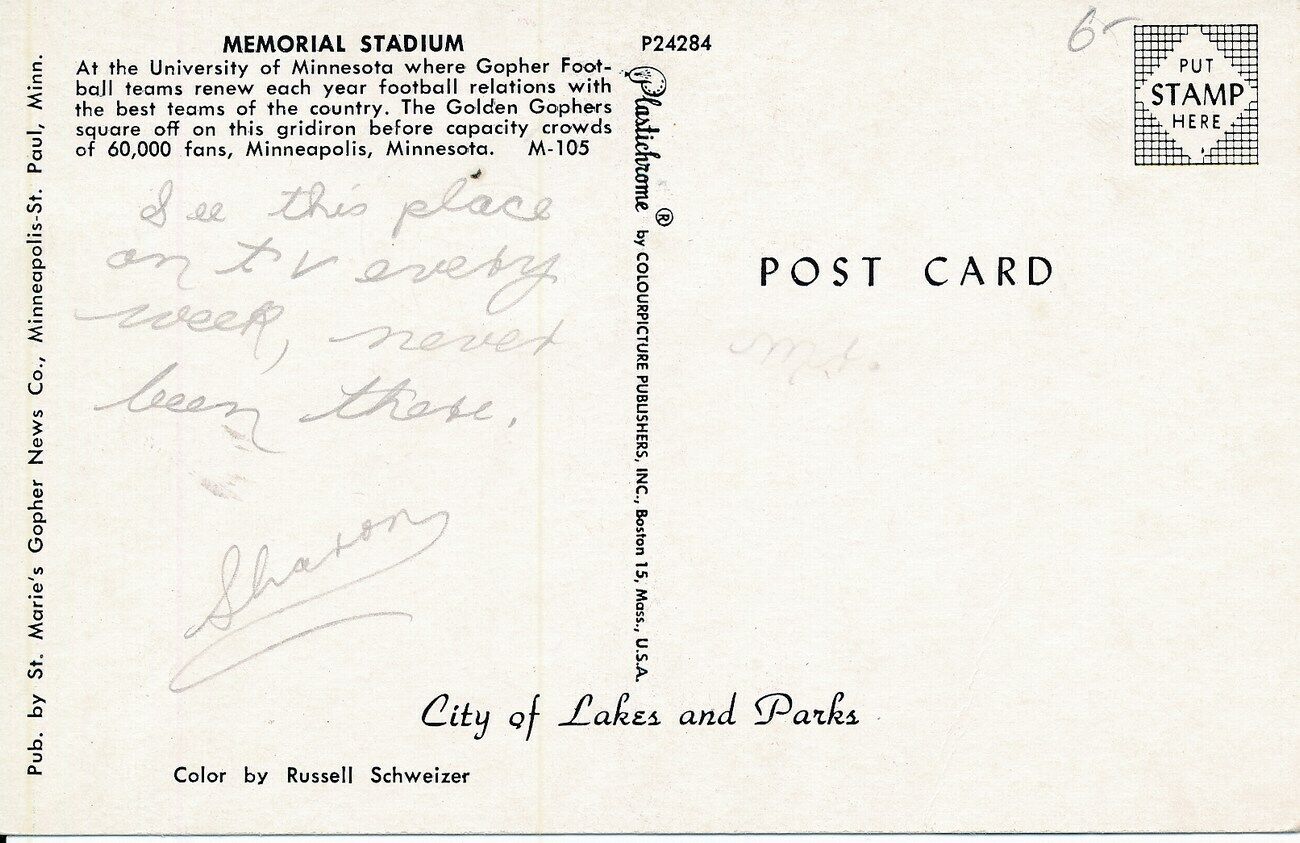 MEMORIAL STADIUM
At the University of Minnesota where Gopher Foot-
ball teams renew each year football relations with
the best teams of the country. The Golden Gophers
square off on this gridiron before capacity crowds
of 60,000 fans, Minneapolis, Minnesota. M-105
See this place
on tv every
week, never
been there.
Sharon
Pub. by St. Marie's Gopher News Co., Minneapolis-St. Paul, Minn.
P24284
Plastichrome ® by COLOURPICTURE PUBLISHERS, INC., Boston 15, Mass., U.S.A.
6-
PUT
STAMP
HERE
POST CARD
City of Lakes and Parks
Color by Russell Schweizer